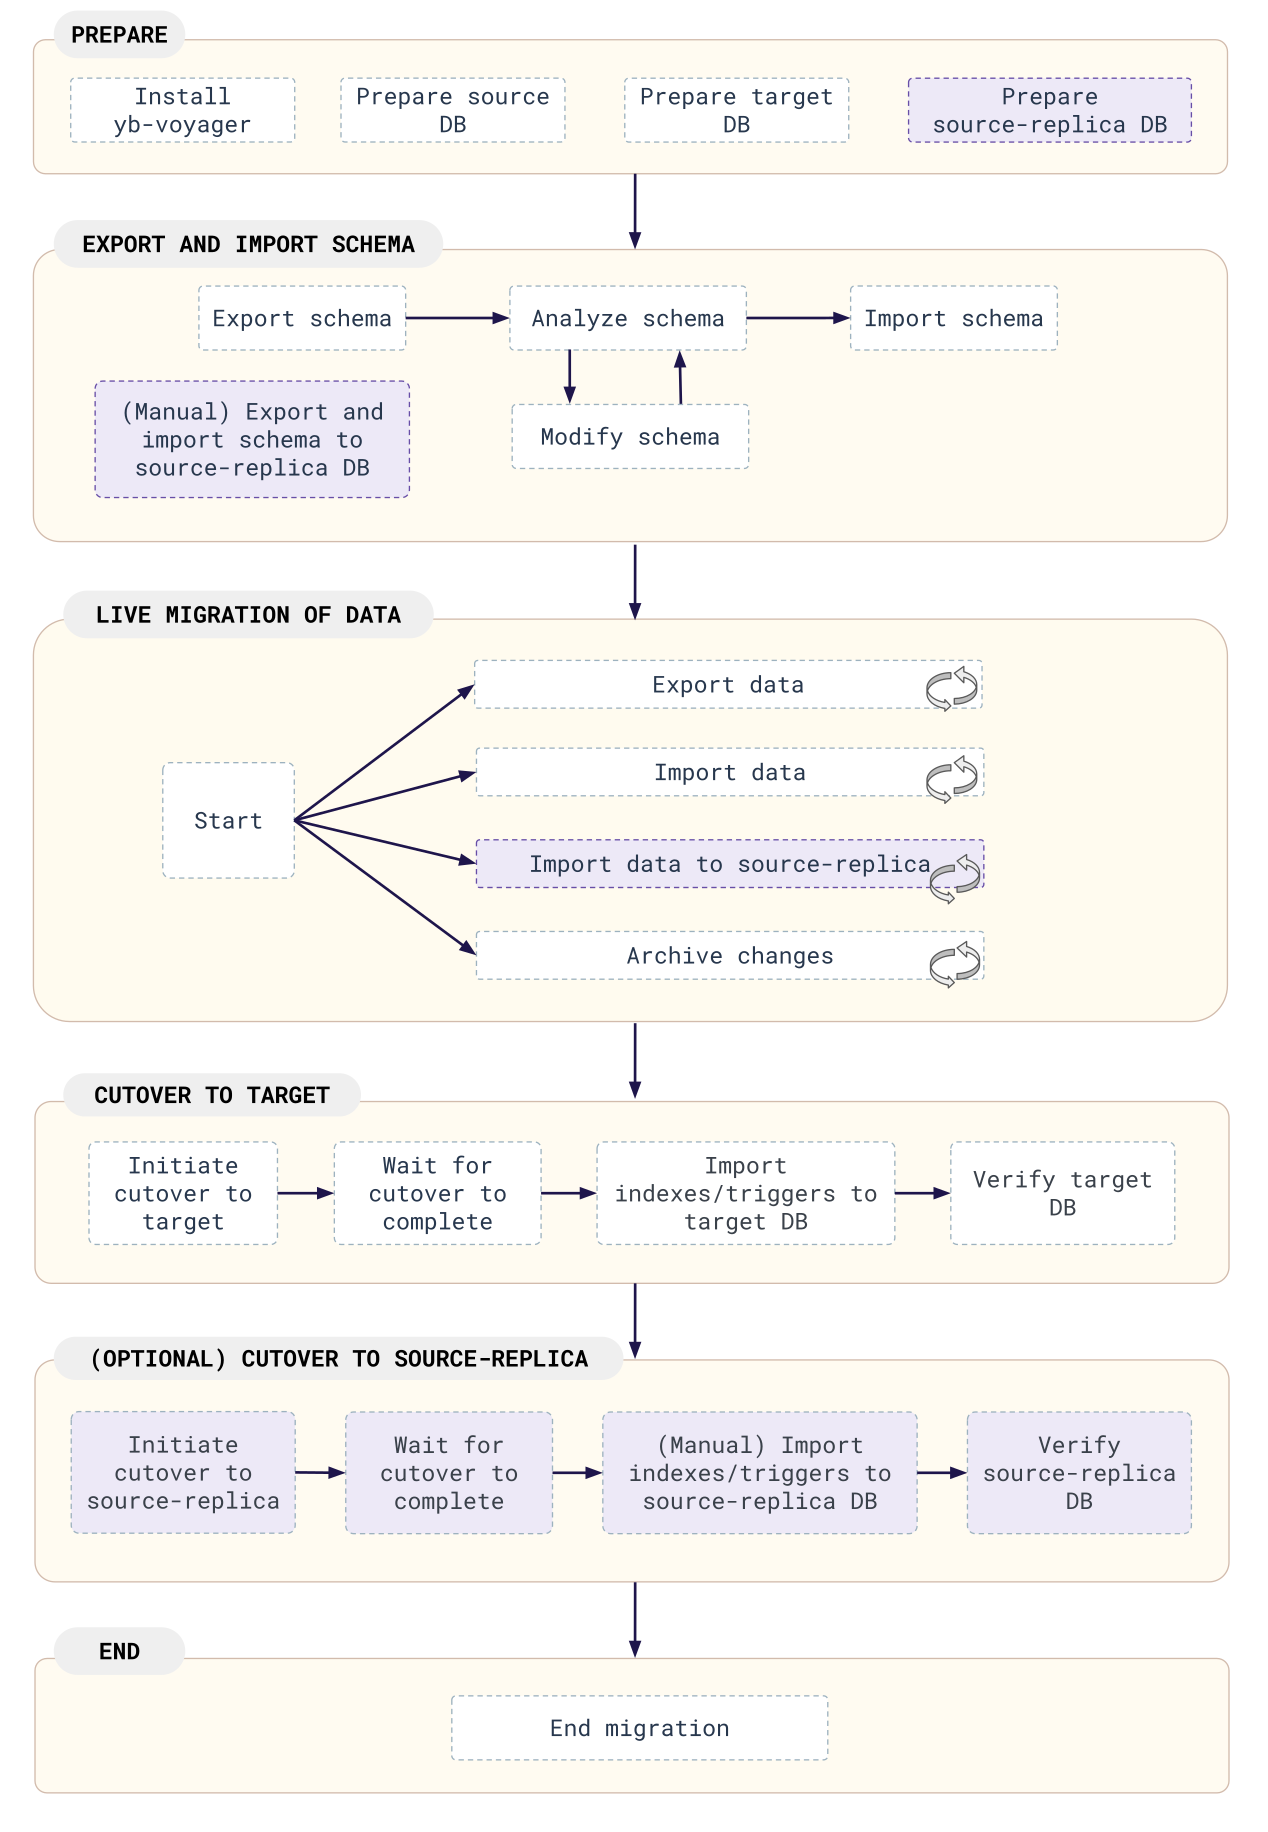 PREPARE
Install
yb-voyager
Prepare source
DB
Prepare target
DB
Prepare
source-replica DB
EXPORT AND IMPORT SCHEMA
Export schema
Analyze schema
Import schema
(Manual) Export and
import schema to
source-replica DB
Modify schema
LIVE MIGRATION OF DATA
Start
Export data
Import data
Import data to source-replica
Archive changes
CUTOVER TO TARGET
Initiate
cutover to
target
Wait for
cutover to
complete
Import
indexes/triggers to
target DB
Verify target
DB
(OPTIONAL) CUTOVER TO SOURCE-REPLICA
Initiate
cutover to
source-replica
Wait for
cutover to
complete
(Manual) Import
indexes/triggers to
source-replica DB
Verify
source-replica
DB
END
End migration